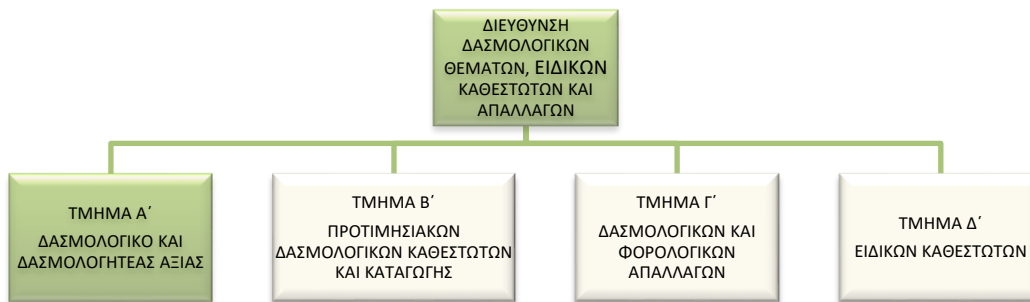 ΔΙΕΥΘΥΝΣΗ
ΔΑΣΜΟΛΟΓΙΚΩΝ
ΘΕΜΑΤΩΝ, ΕΙΔΙΚΩΝ
ΚΑΘΕΣΤΩΤΩΝ ΚΑΙ
ΑΠΑΛΛΑΓΩΝ
ΤΜΗΜΑ Α΄
ΔΑΣΜΟΛΟΓΙΚΟ ΚΑΙ
ΔΑΣΜΟΛΟΓΗΤΕΑΣ ΑΞΙΑΣ
ΤΜΗΜΑ Β΄
ΠΡΟΤΙΜΗΣΙΑΚΩΝ
ΔΑΣΜΟΛΟΓΙΚΩΝ ΚΑΘΕΣΤΩΤΩΝ
ΚΑΙ ΚΑΤΑΓΩΓΗΣ
ΤΜΗΜΑ Γ΄
ΔΑΣΜΟΛΟΓΙΚΩΝ ΚΑΙ
ΦΟΡΟΛΟΓΙΚΩΝ
ΑΠΑΛΛΑΓΩΝ
ΤΜΗΜΑ Δ΄
ΕΙΔΙΚΩΝ ΚΑΘΕΣΤΩΤΩΝ